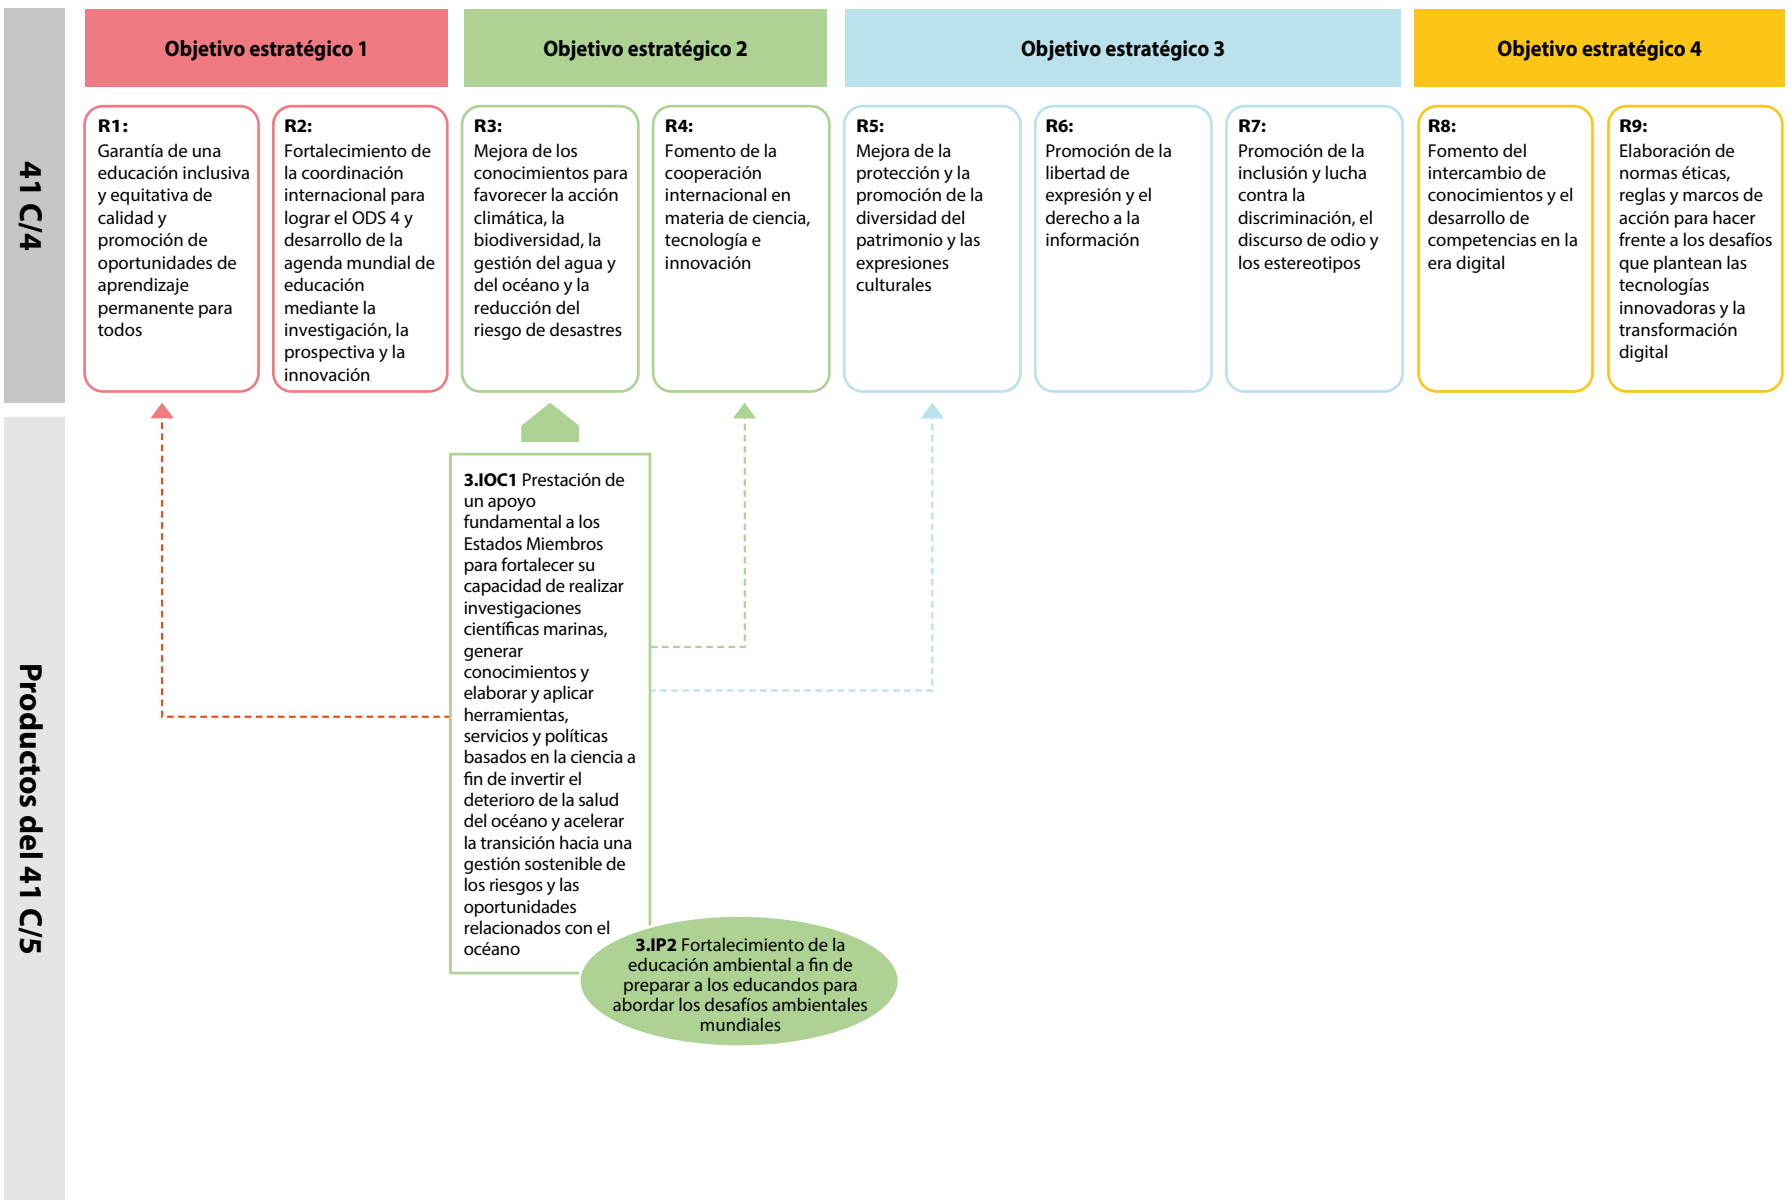 41 C/4
Objetivo estratégico 1
Objetivo estratégico 2
Objetivo estratégico 3
Objetivo estratégico 4
R1:
Garantía de una
educación inclusiva
y equitativa de
calidad y
promoción de
oportunidades de
aprendizaje
permanente para
todos
R2:
Fortalecimiento de
la coordinación
internacional para
lograr el ODS 4 y
desarrollo de la
agenda mundial de
educación
mediante la
investigación, la
prospectiva y la
innovación
R3:
Mejora de los
conocimientos para
favorecer la acción
climática, la
biodiversidad, la
gestión del agua y
del océano y la
reducción del
riesgo de desastres
R4:
Fomento de la
cooperación
internacional en
materia de ciencia,
tecnología e
innovación
R5:
Mejora de la
protección y la
promoción de la
diversidad del
patrimonio y las
expresiones
culturales
R6:
Promoción de la
libertad de
expresión y el
derecho a la
información
R7:
Promoción de la
inclusión y lucha
contra la
discriminación, el
discurso de odio y
los estereotipos
R8:
Fomento del
intercambio de
conocimientos y el
desarrollo de
competencias en la
era digital
R9:
Elaboración de
normas éticas,
reglas y marcos de
acción para hacer
frente a los desafíos
que plantean las
tecnologías
innovadoras y la
transformación
digital
Productos del 41 C/5
3.IOC1 Prestación de
un apoyo
fundamental a los
Estados Miembros
para fortalecer su
capacidad de realizar
investigaciones
científicas marinas,
generar
conocimientos y
elaborar y aplicar
herramientas,
servicios y políticas
basados en la ciencia a
fin de invertir el
deterioro de la salud
del océano y acelerar
la transición hacia una
gestión sostenible de
los riesgos y las
oportunidades
relacionados con el
océano
3.IP2 Fortalecimiento de la
educación ambiental a fin de
preparar a los educandos para
abordar los desafíos ambientales
mundiales